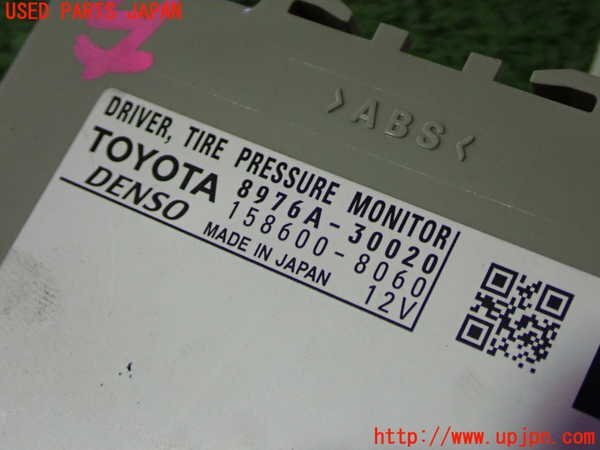 USED PARTS JAPAN
>ABS<
DRIVER, TIRE PRESSURE MONITOR
TOYOTA 8976A-30020
DENSO 158600-8060
MADE IN JAPAN 12V
http://www.upjpn.com/